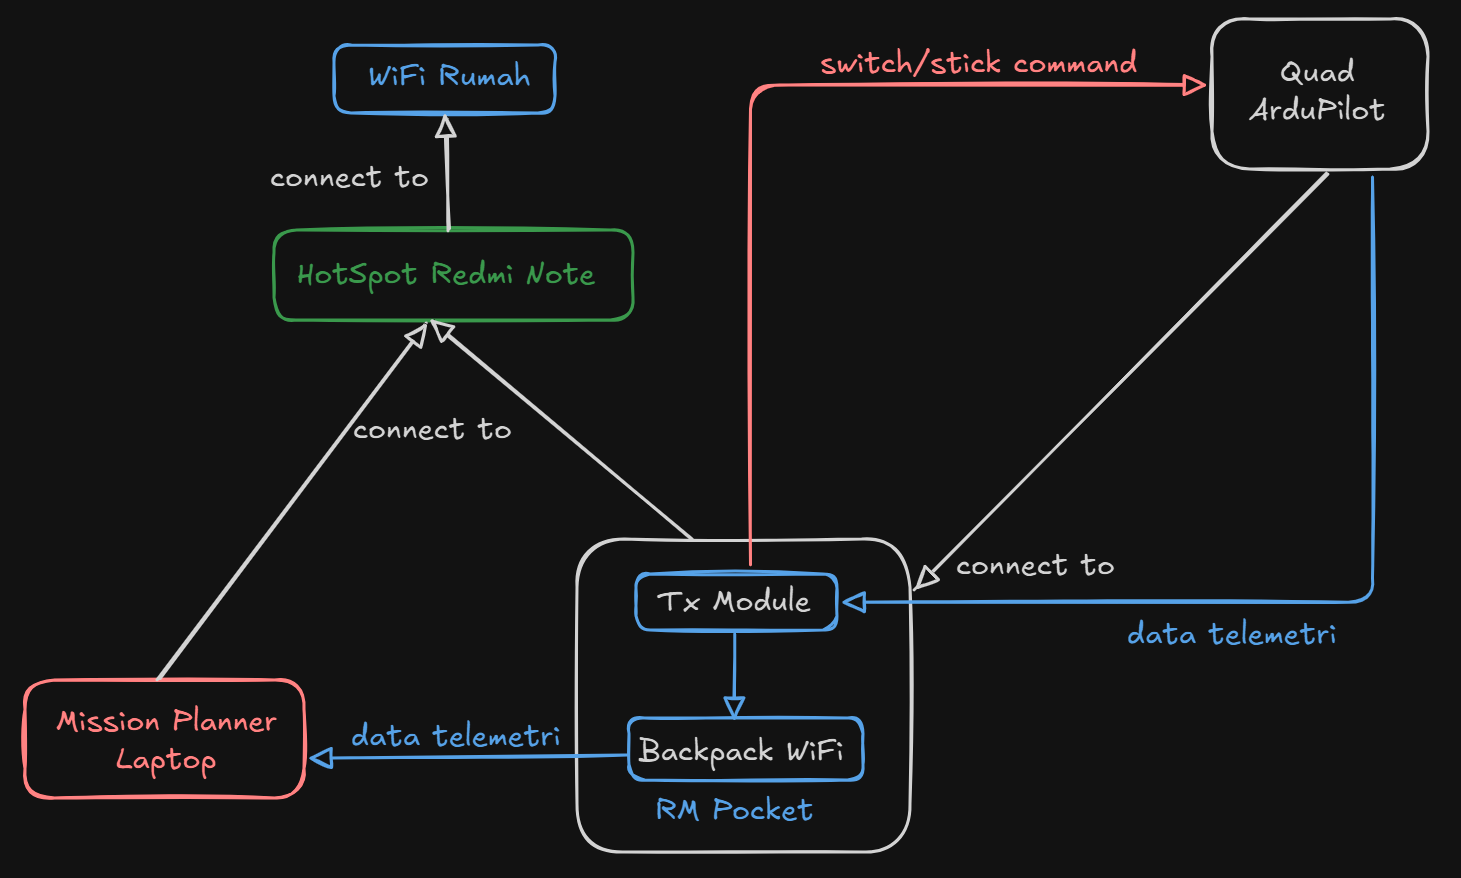 WiFi Rumah
switch/stick command
Quad
ArduPilot
connect to
HotSpot Redmi Note
connect to
connect to
Tx Module
data telemetri
Mission Planner
Laptop
data telemetri
Backpack WiFi
RM Pocket